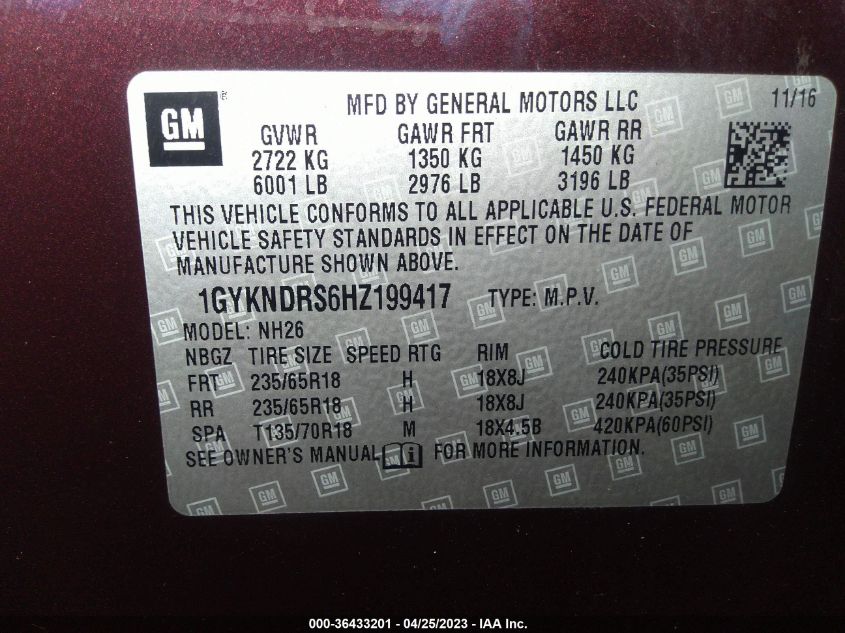 GM ® MFD BY GENERAL MOTORS LLC 11/16
GVWR GAWR FRT GAWR RR
2722 KG 1350 KG 1450 KG
6001 LB 2976 LB 3196 LB
THIS VEHICLE CONFORMS TO ALL APPLICABLE U.S. FEDERAL MOTOR
VEHICLE SAFETY STANDARDS IN EFFECT ON THE DATE OF
MANUFACTURE SHOWN ABOVE.
1GYKNDRS6HZ199417 TYPE: M.P.V.
MODEL: NH26
NBGZ TIRE SIZE SPEED RTG RIM COLD TIRE PRESSURE
FRT 235/65R18 H 18X8J 240KPA(35PSI)
RR 235/65R18 H 18X8J 240KPA(35PSI)
SPA T135/70R18 M 18X4.5B 420KPA(60PSI)
SEE OWNER'S MANUAL FOR MORE INFORMATION.
000-36433201 - 04/25/2023 - IAA Inc.